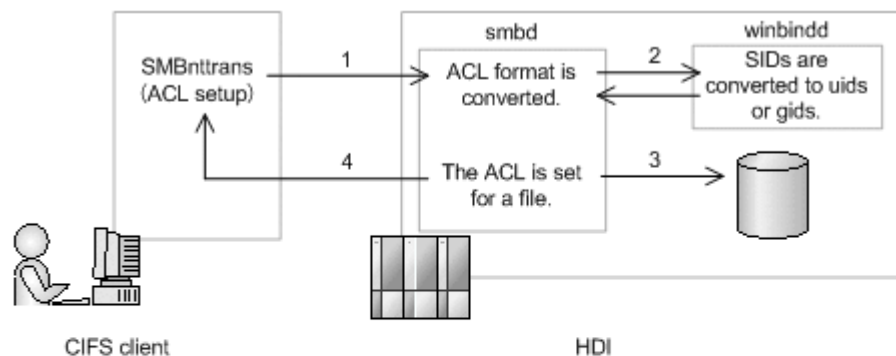 smbd
winbindd
SMBnttrans
(ACL setup)
1
ACL format is
converted.
2
SIDs are
converted to uids
or gids.
4
The ACL is set
for a file.
3
CIFS client
HDI